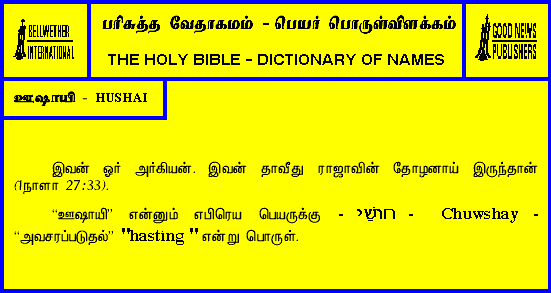 BELLWETHER
INTERNATIONAL
பரிசுத்த வேதாகமம் - பெயர் பொருள்விளக்கம்
THE HOLY BIBLE - DICTIONARY OF NAMES
GOOD NEWS
PUBLISHERS
ஊஷாயி - HUSHAI
இவன் ஓர் அர்கியன். இவன் தாவீது ராஜாவின் தோழனாய் இருந்தான்
(1நாளா 27:33).
“ஊஷாயி” என்னும் எபிரெய பெயருக்கு - חוּשַׁי - Chuwshay -
“அவசரப்படுதல்” "hasting" என்று பொருள்.